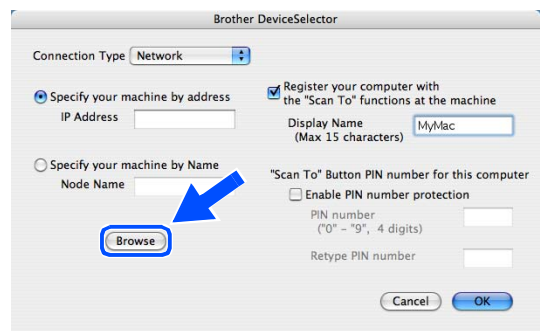 Brother DeviceSelector
Connection Type Network
Specify your machine by address
IP Address
Specify your machine by Name
Node Name
Browse
Register your computer with
the "Scan To" functions at the machine
Display Name MyMac
(Max 15 characters)
"Scan To" Button PIN number for this computer
Enable PIN number protection
PIN number
("0" – "9", 4 digits)
Retype PIN number
Cancel OK